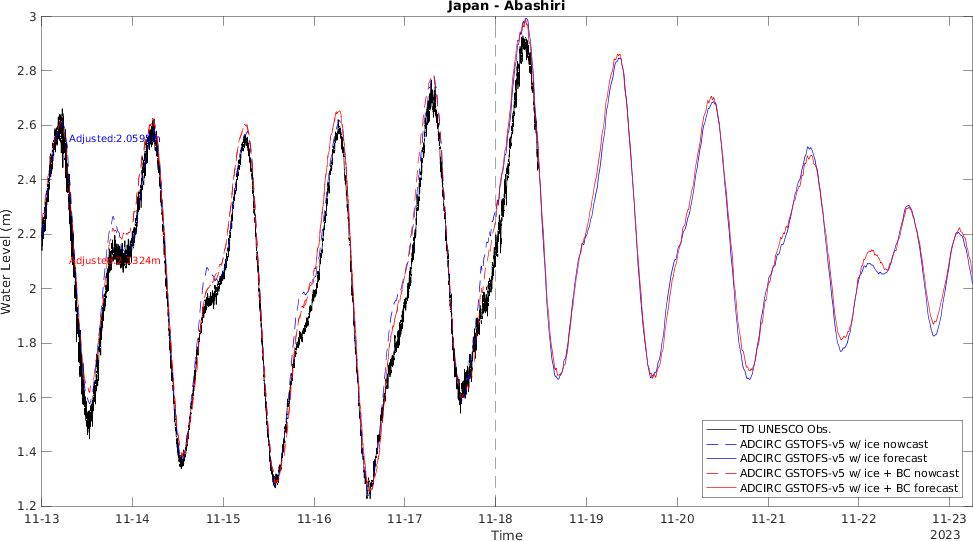 Japan - Abashiri
3
2.8
2.6
2.4
2.2
2
1.8
1.6
1.4
1.2
Water Level (m)
Adjusted:2.059
Adjusted
324m
TD UNESCO Obs.
ADCIRC GSTOFS-v5 w/ ice nowcast
ADCIRC GSTOFS-v5 w/ ice forecast
ADCIRC GSTOFS-v5 w/ ice + BC nowcast
ADCIRC GSTOFS-v5 w/ ice + BC forecast
11-13 11-14 11-15 11-16 11-17 11-18 11-19 11-20 11-21 11-22 11-23
Time
2023